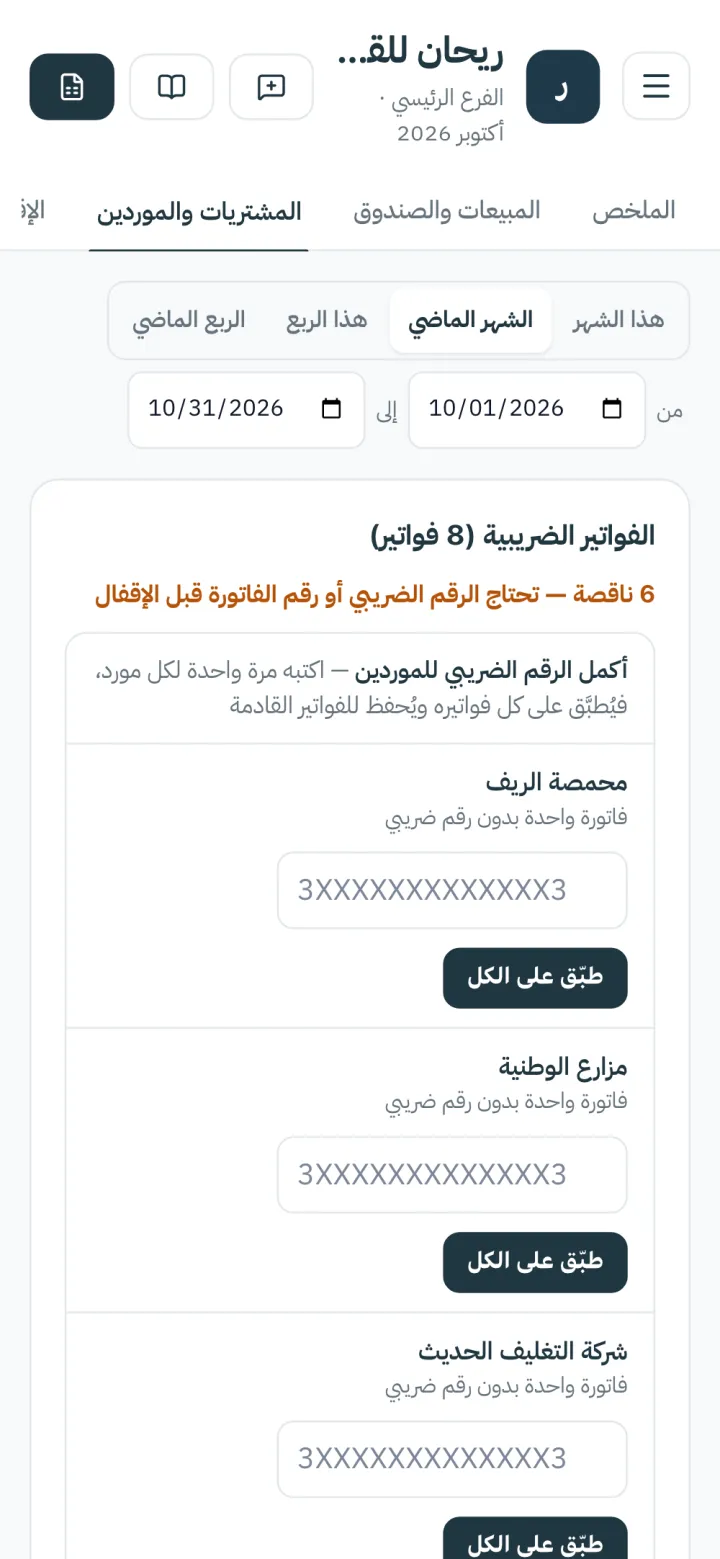 ريحان للقـ...
ر
الفرع الرئيسي ·
أكتوبر 2026
الملخص
المبيعات والصندوق
المشتريات والموردين
هذا الشهر
الشهر الماضي
هذا الربع
الربع الماضي
من
10/01/2026
إلى
10/31/2026
الفواتير الضريبية (8 فواتير)
6 ناقصة — تحتاج الرقم الضريبي أو رقم الفاتورة قبل الإقفال
أكمل الرقم الضريبي للموردين — اكتبه مرة واحدة لكل مورد،
فيُطبَّق على كل فواتيره ويُحفظ للفواتير القادمة
محمصة الريف
فاتورة واحدة بدون رقم ضريبي
3XXXXXXXXXXXXX3
طبّق على الكل
مزارع الوطنية
فاتورة واحدة بدون رقم ضريبي
3XXXXXXXXXXXXX3
طبّق على الكل
شركة التغليف الحديث
فاتورة واحدة بدون رقم ضريبي
3XXXXXXXXXXXXX3
طبّق على الكل